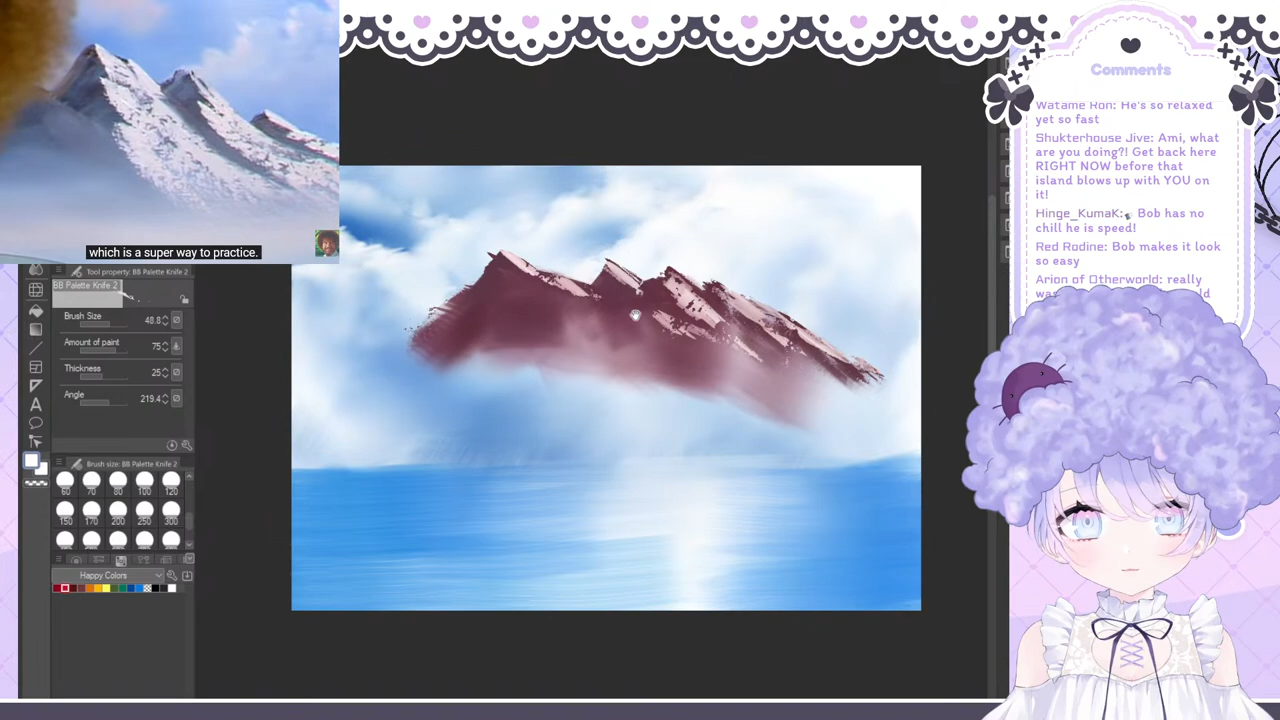 which is a super way to practice.
Tool property: BB Palette Knife 2
BB Palette Knife 2
Brush Size 48.8
Amount of paint 75
Thickness 25
Angle 219.4
Brush size: BB Palette Knife 2
60 70 80 100 120
150 170 200 250 300
Happy Colors
Comments
Watame Ron: He's so relaxed
yet so fast
Shukterhouse Jive: Ami, what
are you doing?! Get back here
RIGHT NOW before that
island blows up with YOU on
it!
Hinge_KumaK: Bob has no
chill he is speed!
Red Rodine: Bob makes it look
so easy
Arion of Otherworld: really